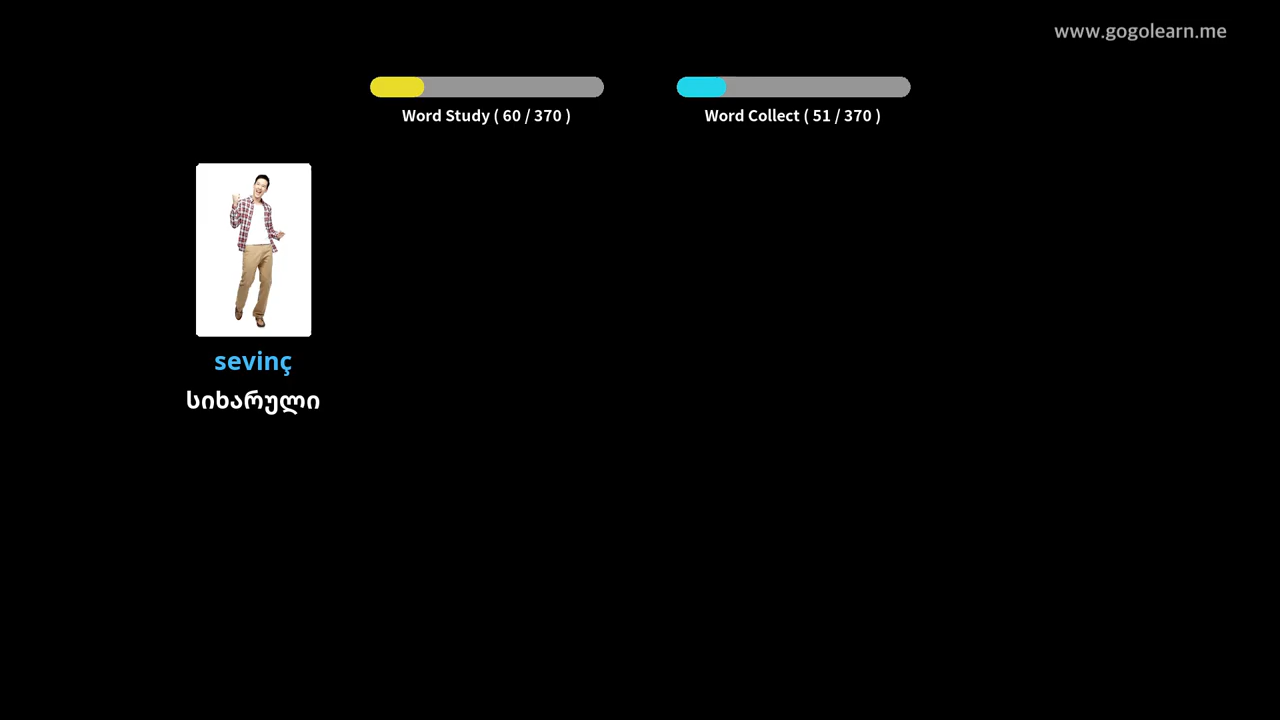 www.gogolearn.me
Word Study ( 60 / 370 )
Word Collect ( 51 / 370 )
sevinç
სიხარული